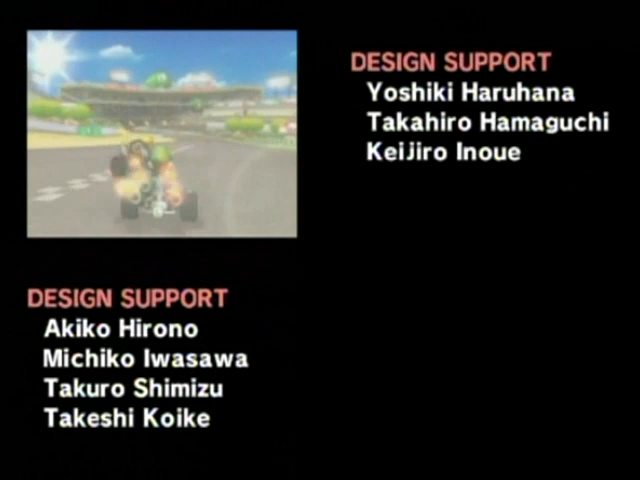 DESIGN SUPPORT
Yoshiki Haruhana
Takahiro Hamaguchi
Keijiro Inoue
DESIGN SUPPORT
Akiko Hirono
Michiko Iwasawa
Takuro Shimizu
Takeshi Koike